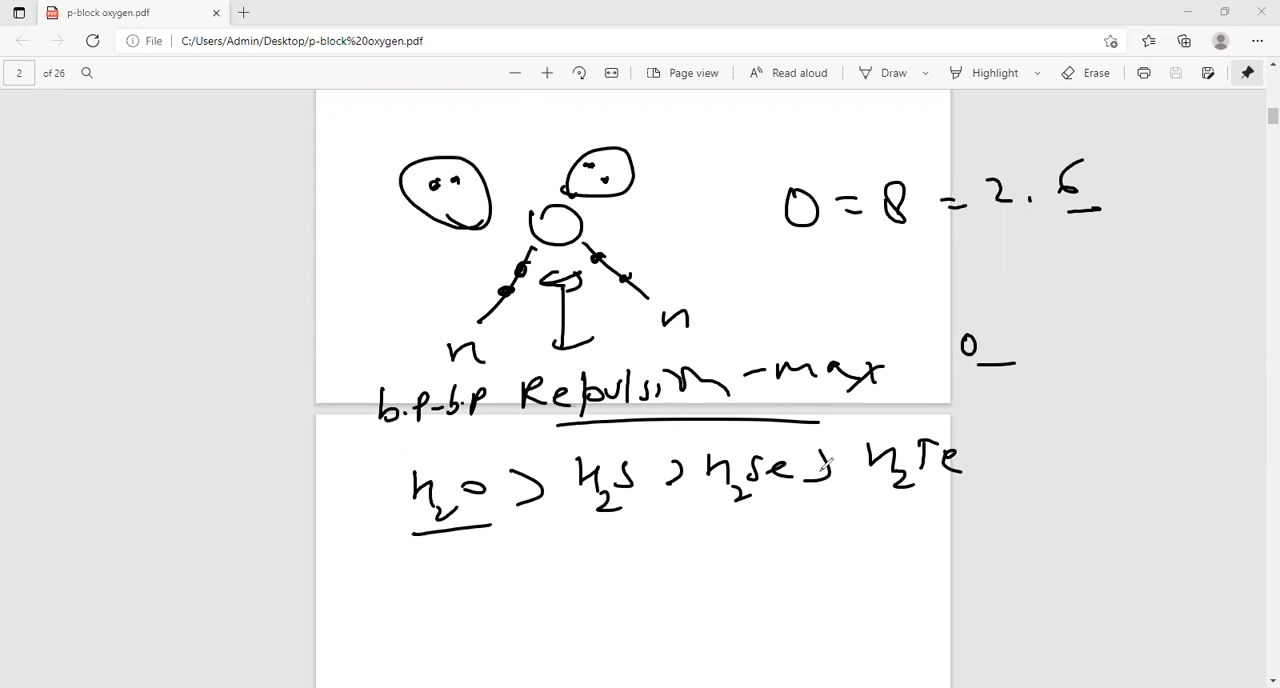 p-block oxygen.pdf
File C:/Users/Admin/Desktop/p-block%20oxygen.pdf
2 of 26 Page view Read aloud Draw Highlight Erase
O = 8 = 2. 6
O
H H
b.p-b.p Repulsion - max
H2O > H2S > H2Se > H2Te